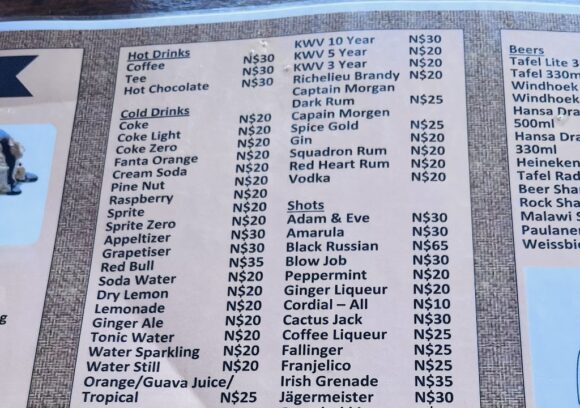 Hot Drinks
Coffee N$30
Tee N$30
Hot Chocolate N$30
Cold Drinks
Coke N$20
Coke Light N$20
Coke Zero N$20
Fanta Orange N$20
Cream Soda N$20
Pine Nut N$20
Raspberry N$20
Sprite N$20
Sprite Zero N$20
Appeltizer N$30
Grapetiser N$30
Red Bull N$35
Soda Water N$20
Dry Lemon N$20
Lemonade N$20
Ginger Ale N$20
Tonic Water N$20
Water Sparkling N$20
Water Still N$20
Orange/Guava Juice/
Tropical N$25
KWV 10 Year N$30
KWV 5 Year N$20
KWV 3 Year N$20
Richelieu Brandy N$20
Captain Morgan
Dark Rum N$25
Capain Morgen
Spice Gold N$25
Gin N$20
Squadron Rum N$20
Red Heart Rum N$20
Vodka N$20
Shots
Adam & Eve N$30
Amarula N$30
Black Russian N$65
Blow Job N$30
Peppermint N$20
Ginger Liqueur N$20
Cordial – All N$10
Cactus Jack N$30
Coffee Liqueur N$25
Fallinger N$25
Franjelico N$25
Irish Grenade N$35
Jägermeister N$30
Beers
Tafel Lite 3
Tafel 330m
Windhoek
Windhoek
Hansa Dra
500ml
Hansa Dra
330ml
Heineken
Tafel Rad
Beer Sha
Rock Sha
Malawi S
Paulane
Weissbie